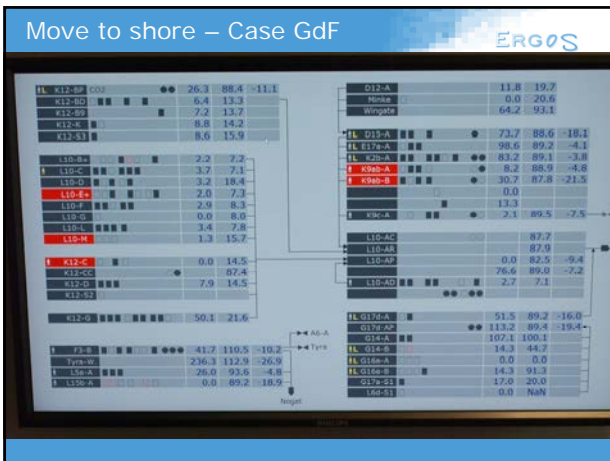 Move to shore – Case GdF
ERGOS
K12-BP CO2 26.3 88.4 -11.1
K12-BD 6.4 13.3
K12-B9 7.2 13.7
K12-K 8.8 14.2
K12-S3 8.6 15.9
L10-B+ 2.2 7.2
L10-C 3.7 7.1
L10-D 3.2 18.4
L10-E+ 2.0 7.3
L10-F 2.9 8.3
L10-G 0.0 8.0
L10-L 3.4 7.8
L10-M 1.3 15.7
K12-C 0.0 14.5
K12-CC 87.4
K12-D 7.9 14.5
K12-S2
K12-G 50.1 21.6
A6-A
Tyra
F3-B 41.7 110.5 -10.2
Tyra-W. 236.3 112.9 -26.9
L5a-A 26.0 93.6 -4.8
L15b-A 0.0 89.2 18.9
Nogat
D12-A 11.8 19.7
Minke 0.0 20.6
Wingate 64.2 93.1
IL D15-A 73.7 88.6 -18.1
IL E17a-A 98.6 89.2 -4.1
IL K2b-A 83.2 89.1 -3.8
K9ab-A 8.2 88.9 -4.8
K9ab-B 30.7 87.8 -21.5
0.0
13.3
K9c-A 2.1 89.5 -7.5
L10-AC 87.7
L10-AR 87.9
L10-AP 0.0 82.5 -9.4
76.6 89.0 -7.2
L10-AD 2.7 7.1
IL G17d-A 51.5 89.2 -16.0
G17d-AP 113.2 89.4 -19.4
G14-A 107.1 100.1
IL G14-B 14.3 44.7
G16a-A 0.0 0.0
IL G16a-B 14.3 91.3
G17a-S1 17.0 20.0
L6d-S1 0.0 NaN